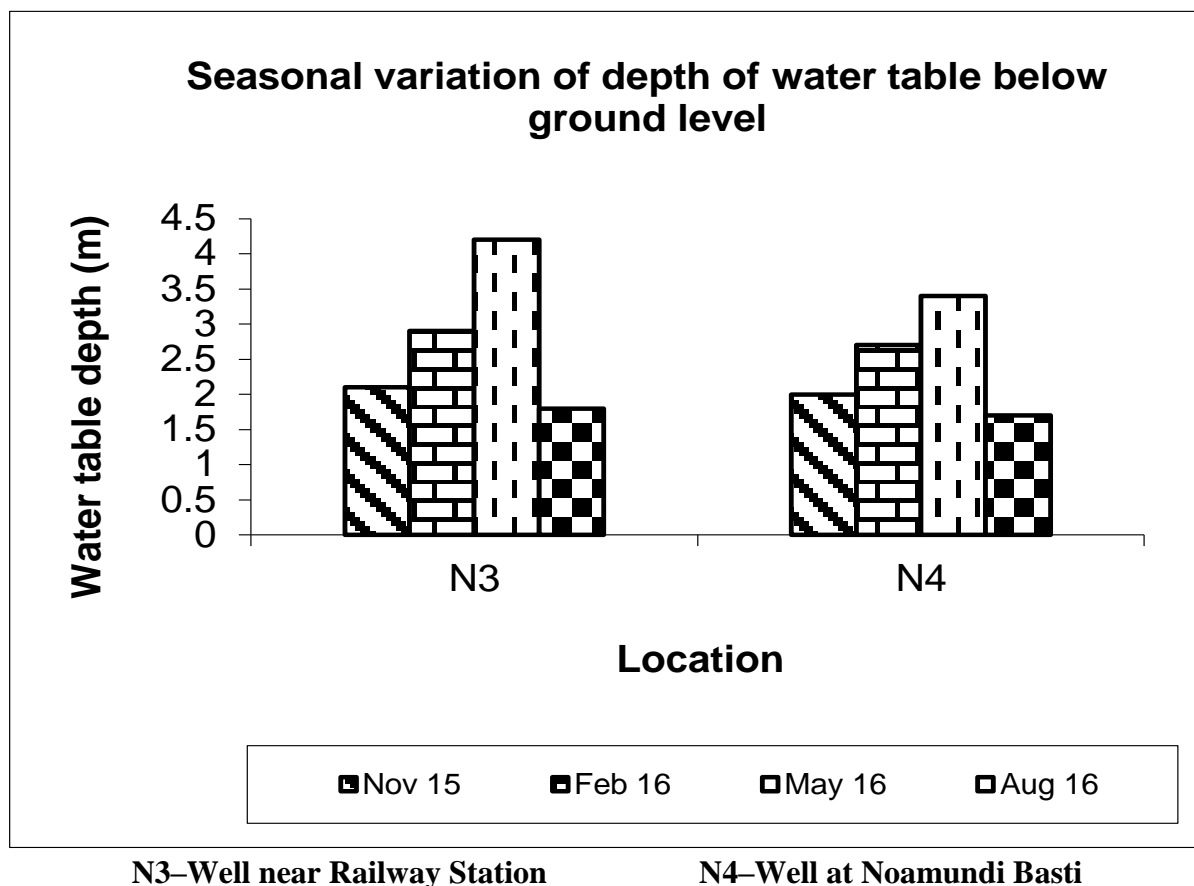 Seasonal variation of depth of water table below
ground level
Water table depth (m)
4.5
4
3.5
3
2.5
2
1.5
1
0.5
0
N3 N4
Location
Nov 15 Feb 16 May 16 Aug 16
N3–Well near Railway Station N4–Well at Noamundi Basti